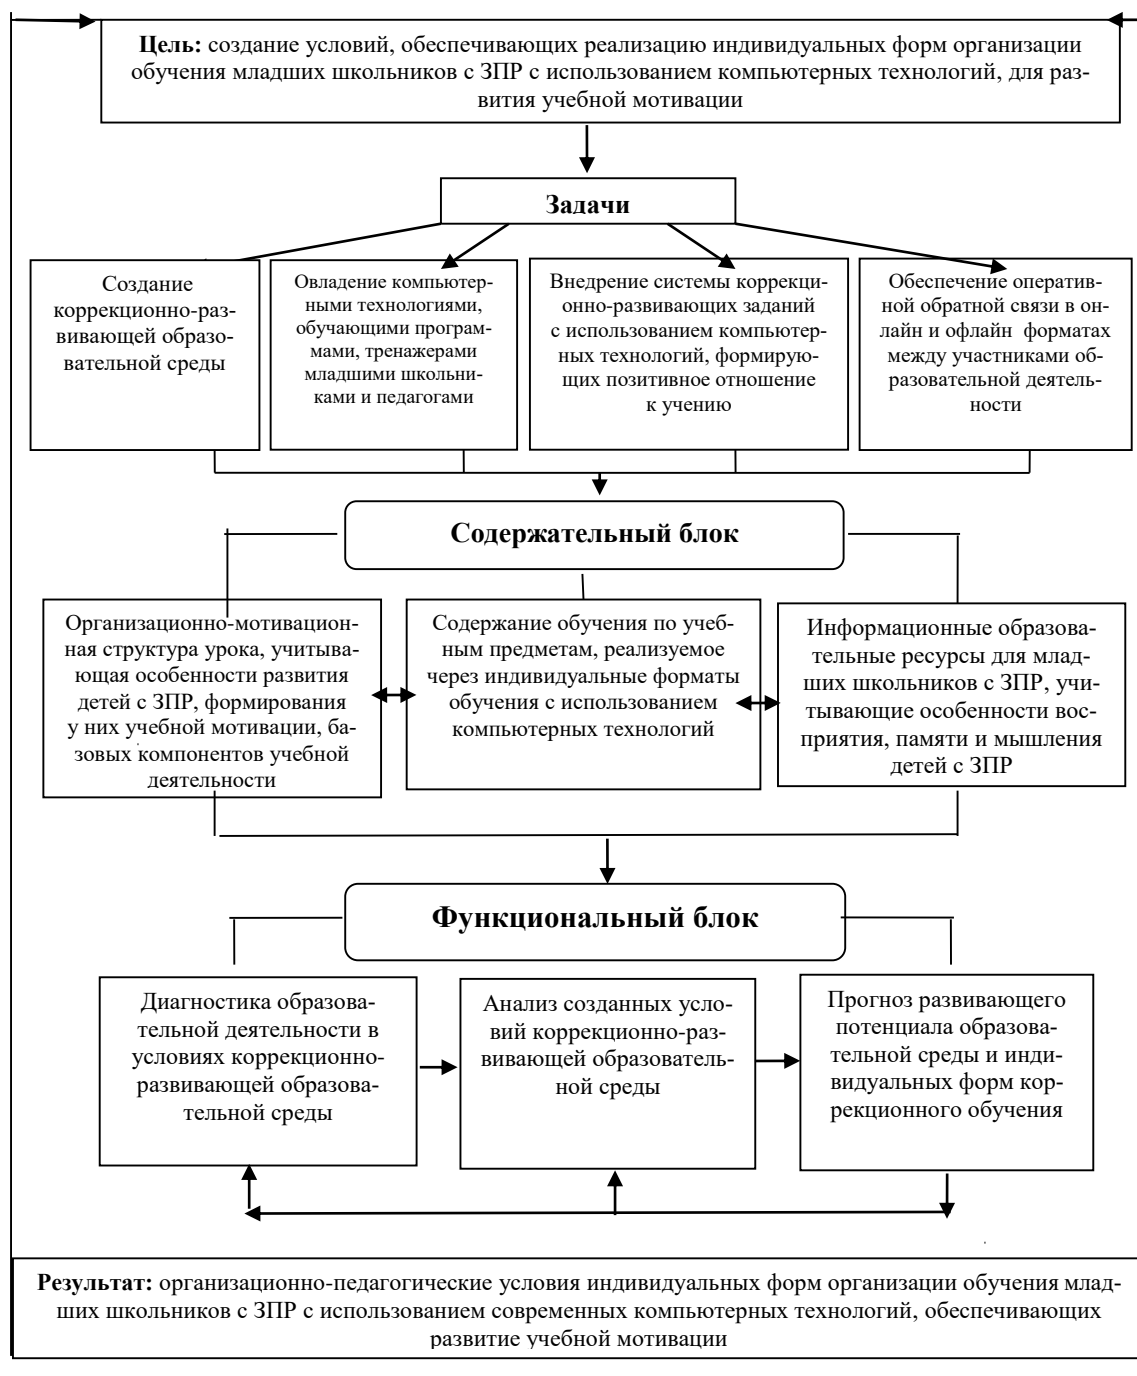 Цель: создание условий, обеспечивающих реализацию индивидуальных форм организации
обучения младших школьников с ЗПР с использованием компьютерных технологий, для раз-
вития учебной мотивации
Задачи
Создание
коррекционно-раз-
вивающей образо-
вательной среды
Овладение компьютер-
ными технологиями,
обучающими програм-
мами, тренажерами
младшими школьни-
ками и педагогами
Внедрение системы коррекци-
онно-развивающих заданий
с использованием компьютер-
ных технологий, формирую-
щих позитивное отношение
к учению
Обеспечение оператив-
ной обратной связи в он-
лайн и офлайн форматах
между участниками об-
разовательной деятель-
ности
Содержательный блок
Организационно-мотивацион-
ная структура урока, учитыва-
ющая особенности развития
детей с ЗПР, формирования
у них учебной мотивации, ба-
зовых компонентов учебной
деятельности
Содержание обучения по учеб-
ным предметам, реализуемое
через индивидуальные форматы
обучения с использованием
компьютерных технологий
Информационные образова-
тельные ресурсы для млад-
ших школьников с ЗПР, учи-
тывающие особенности вос-
приятия, памяти и мышления
детей с ЗПР
Функциональный блок
Диагностика образова-
тельной деятельности в
условиях коррекционно-
развивающей образова-
тельной среды
Анализ созданных усло-
вий коррекционно-раз-
вивающей образователь-
ной среды
Прогноз развивающего
потенциала образова-
тельной среды и инди-
видуальных форм кор-
рекционного обучения
Результат: организационно-педагогические условия индивидуальных форм организации обучения млад-
ших школьников с ЗПР с использованием современных компьютерных технологий, обеспечивающих
развитие учебной мотивации